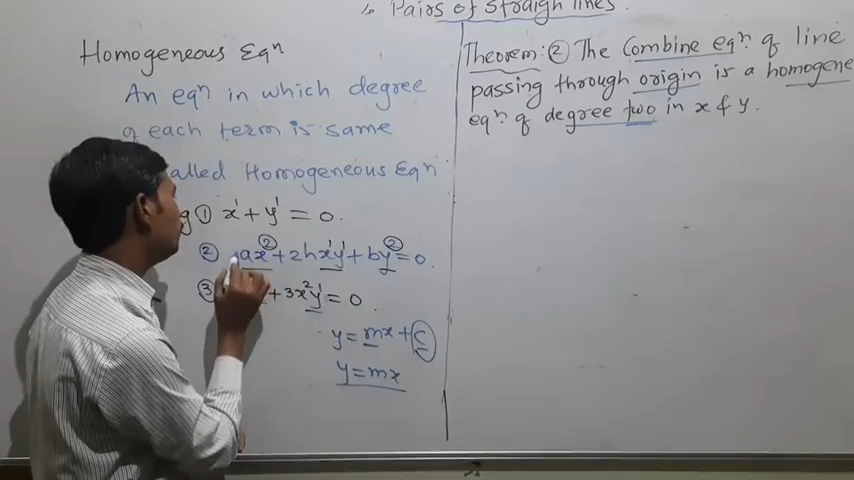 Pairs of Straigh lines.
Homogeneous Eqⁿ
An eqⁿ in which degree
of each term is same
called Homogeneous Eqⁿ
g ① x¹ + y¹ = 0.
② ax² + 2hx¹y¹ + by² = 0.
③ + 3x²y¹ = 0
y = mx + c
y = mx
Theorem: ② The Combine eqⁿ of line
passing through origin is a homogene
eqⁿ of degree two in x & y.